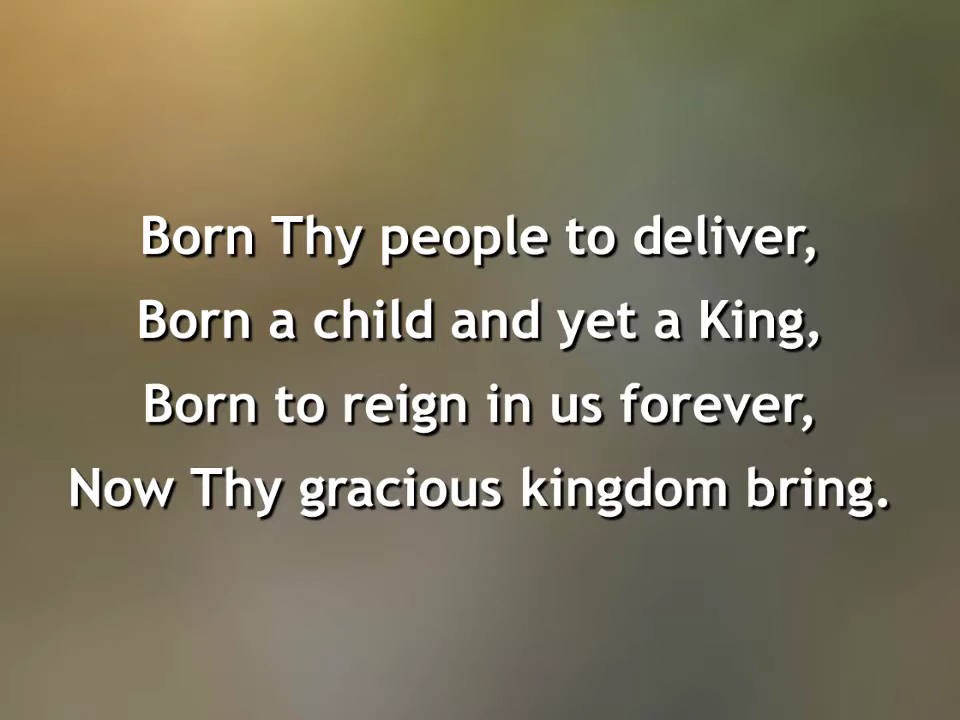 Born Thy people to deliver,
Born a child and yet a King,
Born to reign in us forever,
Now Thy gracious kingdom bring.